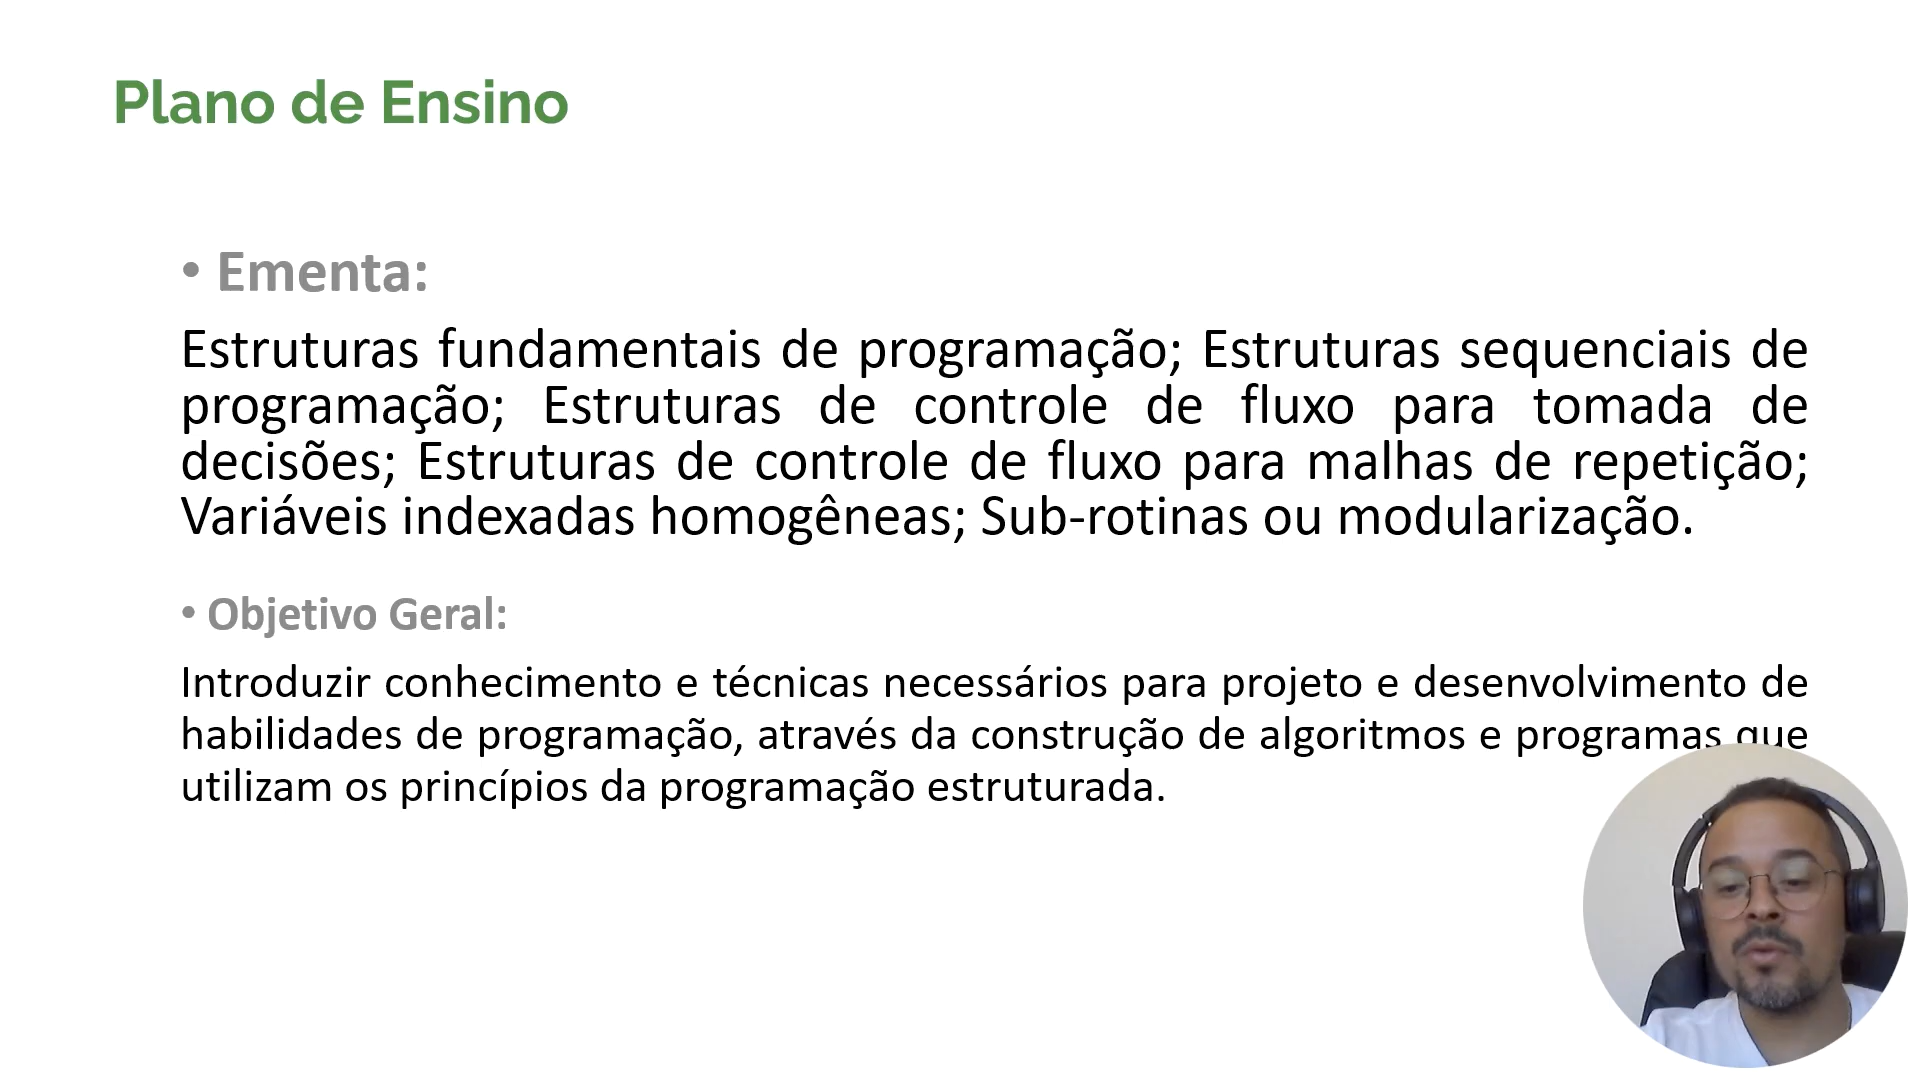 Plano de Ensino
• Ementa:
Estruturas fundamentais de programação; Estruturas sequenciais de
programação; Estruturas de controle de fluxo para tomada de
decisões; Estruturas de controle de fluxo para malhas de repetição;
Variáveis indexadas homogêneas; Sub-rotinas ou modularização.
• Objetivo Geral:
Introduzir conhecimento e técnicas necessários para projeto e desenvolvimento de
habilidades de programação, através da construção de algoritmos e programas que
utilizam os princípios da programação estruturada.